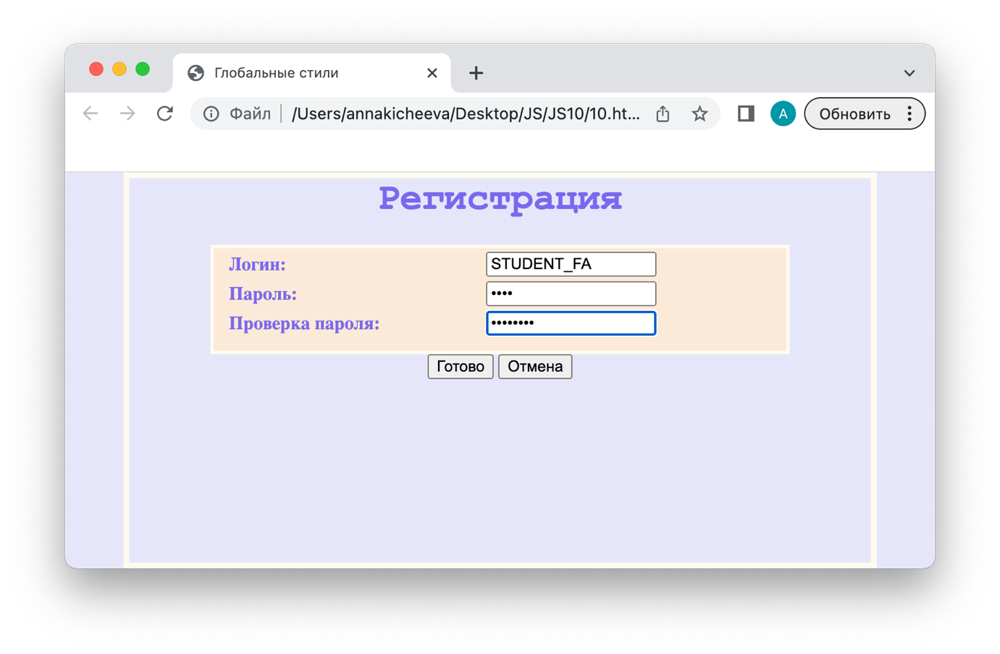 Глобальные стили
Файл /Users/annakicheeva/Desktop/JS/JS10/10.ht... A Обновить
Регистрация
Логин: STUDENT_FA
Пароль: ••••
Проверка пароля: ••••••••
Готово Отмена